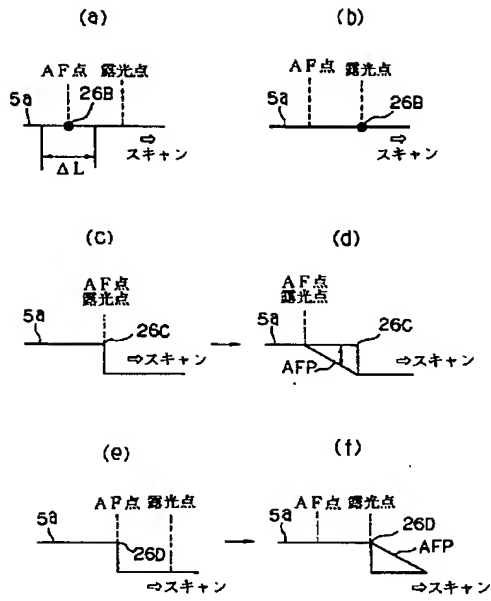 (a)
AF点 露光点
26B
5a
⇨
スキャン
ΔL
(b)
AF点 露光点
5a
26B
⇨
スキャン
(c)
AF点
露光点
5a
26C
⇨スキャン
(d)
AF点
露光点
5a
26C
⇨スキャン
AFP
(e)
AF点 露光点
5a
26D
⇨スキャン
(f)
AF点 露光点
5a
26D
AFP
⇨スキャン